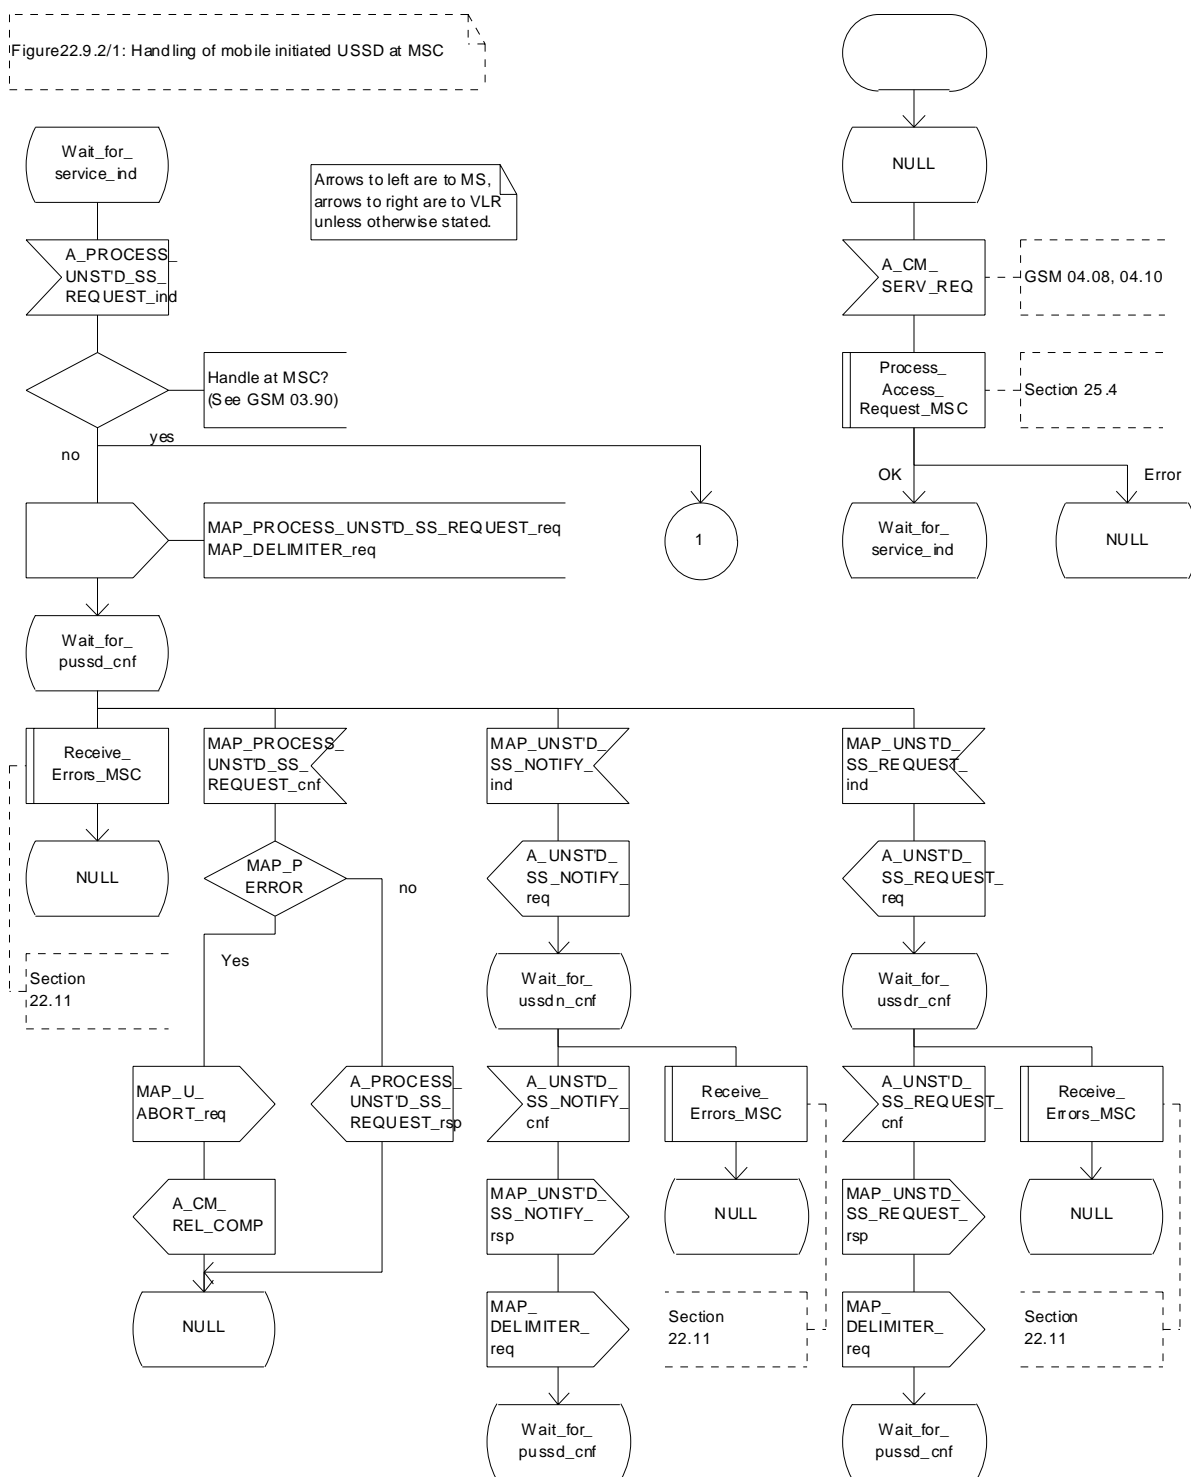 Figure22.9.2/1: Handling of mobile initiated USSD at MSC
Wait_for_
service_ind
Arrows to left are to MS,
arrows to right are to VLR
unless otherwise stated.
NULL
A_PROCESS_
UNST'D_SS_
REQUEST_ind
A_CM_
SERV_REQ
GSM 04.08, 04.10
Handle at MSC?
(See GSM 03.90)
Process_
Access_
Request_MSC
Section 25.4
yes
no
OK
Error
MAP_PROCESS_UNST'D_SS_REQUEST_req
MAP_DELIMITER_req
1
Wait_for_
service_ind
NULL
Wait_for_
pussd_cnf
Receive_
Errors_MSC
MAP_PROCESS_
UNST'D_SS_
REQUEST_cnf
MAP_UNST'D_
SS_NOTIFY_
ind
MAP_UNST'D_
SS_REQUEST_
ind
NULL
MAP_P
ERROR
no
A_UNST'D_
SS_NOTIFY_
req
A_UNST'D_
SS_REQUEST_
req
Yes
Section
22.11
Wait_for_
ussdn_cnf
Wait_for_
ussdr_cnf
MAP_U_
ABORT_req
A_PROCESS_
UNST'D_SS_
REQUEST_rsp
A_UNST'D_
SS_NOTIFY_
cnf
Receive_
Errors_MSC
A_UNST'D_
SS_REQUEST_
cnf
Receive_
Errors_MSC
A_CM_
REL_COMP
MAP_UNST'D_
SS_NOTIFY_
rsp
NULL
MAP_UNST'D_
SS_REQUEST_
rsp
NULL
NULL
MAP_
DELIMITER_
req
Section
22.11
MAP_
DELIMITER_
req
Section
22.11
Wait_for_
pussd_cnf
Wait_for_
pussd_cnf